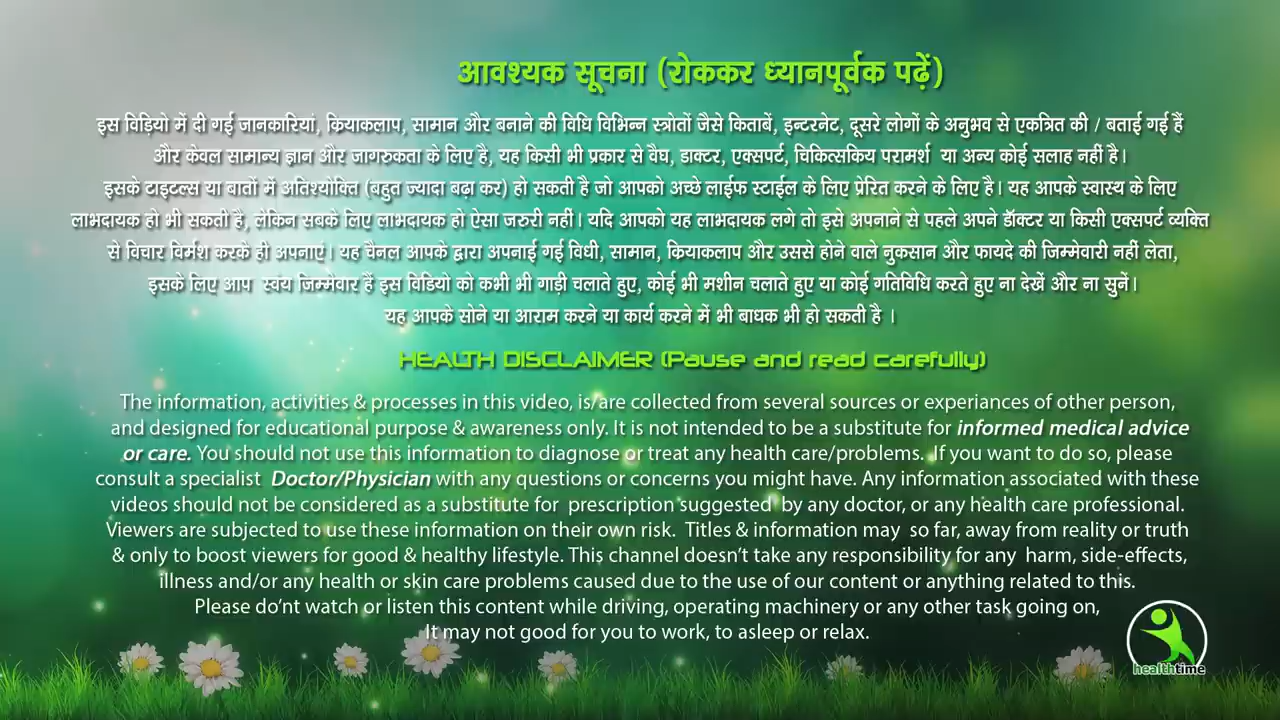 आवश्यक सूचना (रोककर ध्यानपूर्वक पढ़ें)
इस विड़ियो में दी गई जानकारियां, कियाकलाप, सामान और बनाने की विधि विभिन्न स्त्रोतों जैसे किताबें, इन्टरनेट, दूसरे लोगों के अनुभव से एकत्रित की / बताई गई हैं
और केवल सामान्य ज्ञान और जागरुकता के लिए है, यह किसी भी प्रकार से वैघ, डाक्टर, एक्सपर्ट, चिकित्सकिय परामर्श या अन्य कोई सलाह नहीं है।
इसके टाइटल्स या बातों में अतिश्योक्ति (बहुत ज्यादा बढ़ा कर) हो सकती है जो आपको अच्छे लाईफ स्टाईल के लिए प्रेरित करने के लिए है। यह आपके स्वास्थ के लिए
लाभदायक हो भी सकती है, लेकिन सबके लिए लाभदायक हो ऐसा जरुरी नहीं। यदि आपको यह लाभदायक लगे तो इसे अपनाने से पहले अपने डॉक्टर या किसी एक्सपर्ट व्यक्ति
से विचार विर्मश करके ही अपनाएं। यह चैनल आपके द्वारा अपनाई गई विधी, सामान, कियाकलाप और उससे होने वाले नुकसान और फायदे की जिम्मेवारी नहीं लेता,
इसके लिए आप स्वंय जिम्मेवार हैं इस विडियो को कभी भी गाड़ी चलाते हुए, कोई भी मशीन चलाते हुए या कोई गतिविधि करते हुए ना देखें और ना सुनें।
यह आपके सोने या आराम करने या कार्य करने में भी बाधक भी हो सकती है ।
HEALTH DISCLAIMER (Pause and read carefully)
The information, activities & processes in this video, is/are collected from several sources or experiances of other person,
and designed for educational purpose & awareness only. It is not intended to be a substitute for informed medical advice
or care. You should not use this information to diagnose or treat any health care/problems. If you want to do so, please
consult a specialist Doctor/Physician with any questions or concerns you might have. Any information associated with these
videos should not be considered as a substitute for prescription suggested by any doctor, or any health care professional.
Viewers are subjected to use these information on their own risk. Titles & information may so far, away from reality or truth
& only to boost viewers for good & healthy lifestyle. This channel doesn't take any responsibility for any harm, side-effects,
illness and/or any health or skin care problems caused due to the use of our content or anything related to this.
Please do'nt watch or listen this content while driving, operating machinery or any other task going on,
It may not good for you to work, to asleep or relax.
healthtime